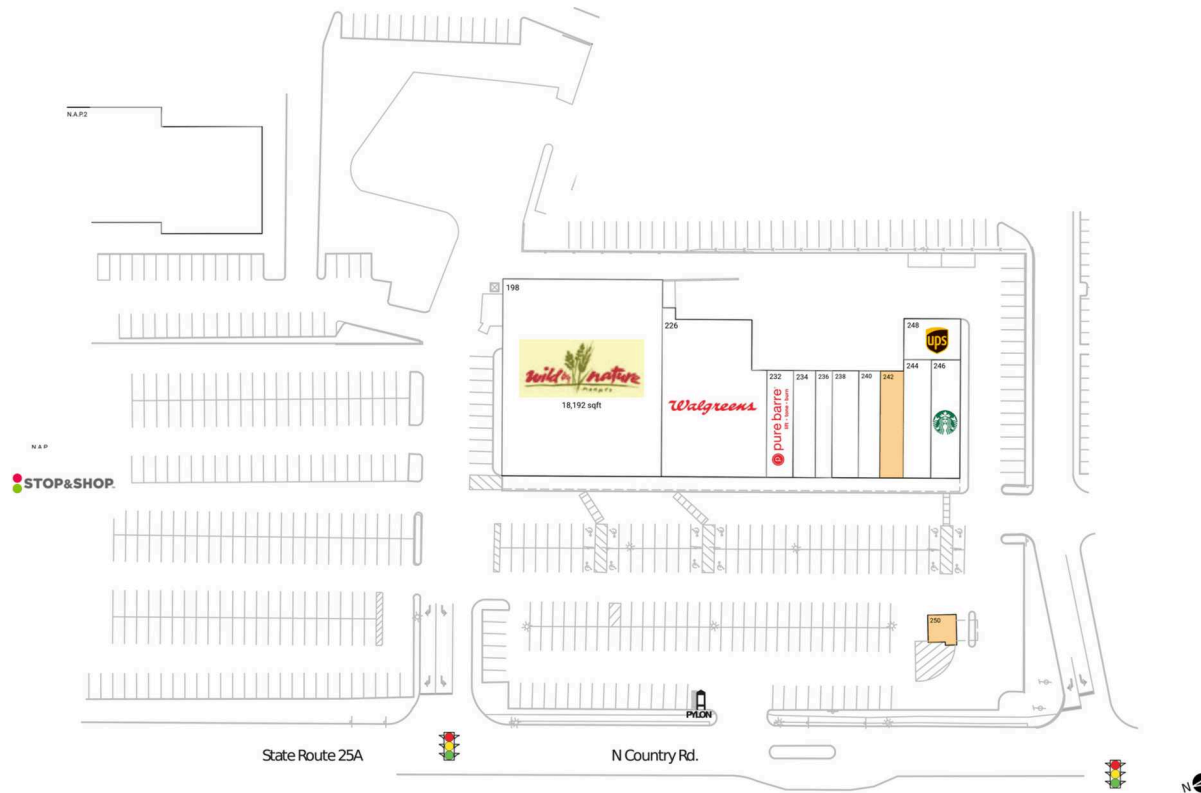 N.A.P.2
198
wild by nature
MARKET
18,192 sqft
226
Walgreens
232
pure barre
lift • tone • burn
234
236
238
240
242
244
246
248
ups
N.A.P
STOP&SHOP
250
PYLON
State Route 25A
N Country Rd.
N